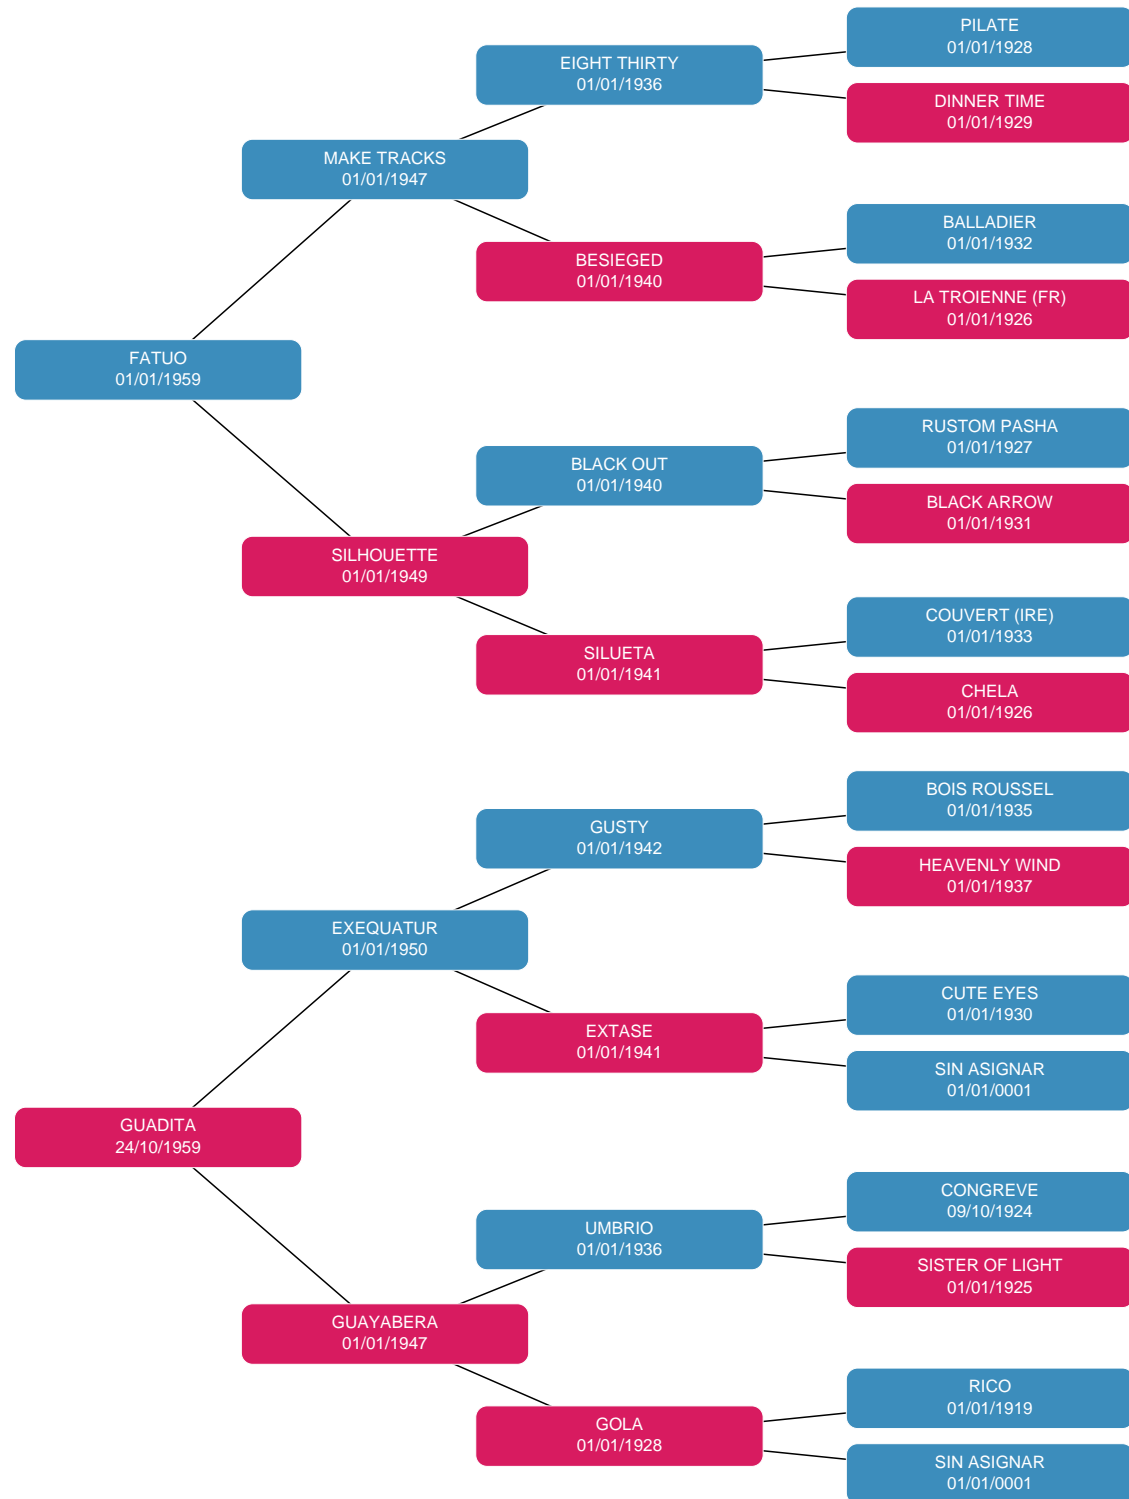 PILATE
01/01/1928
EIGHT THIRTY
01/01/1936
DINNER TIME
01/01/1929
MAKE TRACKS
01/01/1947
BALLADIER
01/01/1932
BESIEGED
01/01/1940
LA TROIENNE (FR)
01/01/1926
FATUO
01/01/1959
RUSTOM PASHA
01/01/1927
BLACK OUT
01/01/1940
BLACK ARROW
01/01/1931
SILHOUETTE
01/01/1949
COUVERT (IRE)
01/01/1933
SILUETA
01/01/1941
CHELA
01/01/1926
BOIS ROUSSEL
01/01/1935
GUSTY
01/01/1942
HEAVENLY WIND
01/01/1937
EXEQUATUR
01/01/1950
CUTE EYES
01/01/1930
EXTASE
01/01/1941
SIN ASIGNAR
01/01/0001
GUADITA
24/10/1959
CONGREVE
09/10/1924
UMBRIO
01/01/1936
SISTER OF LIGHT
01/01/1925
GUAYABERA
01/01/1947
RICO
01/01/1919
GOLA
01/01/1928
SIN ASIGNAR
01/01/0001